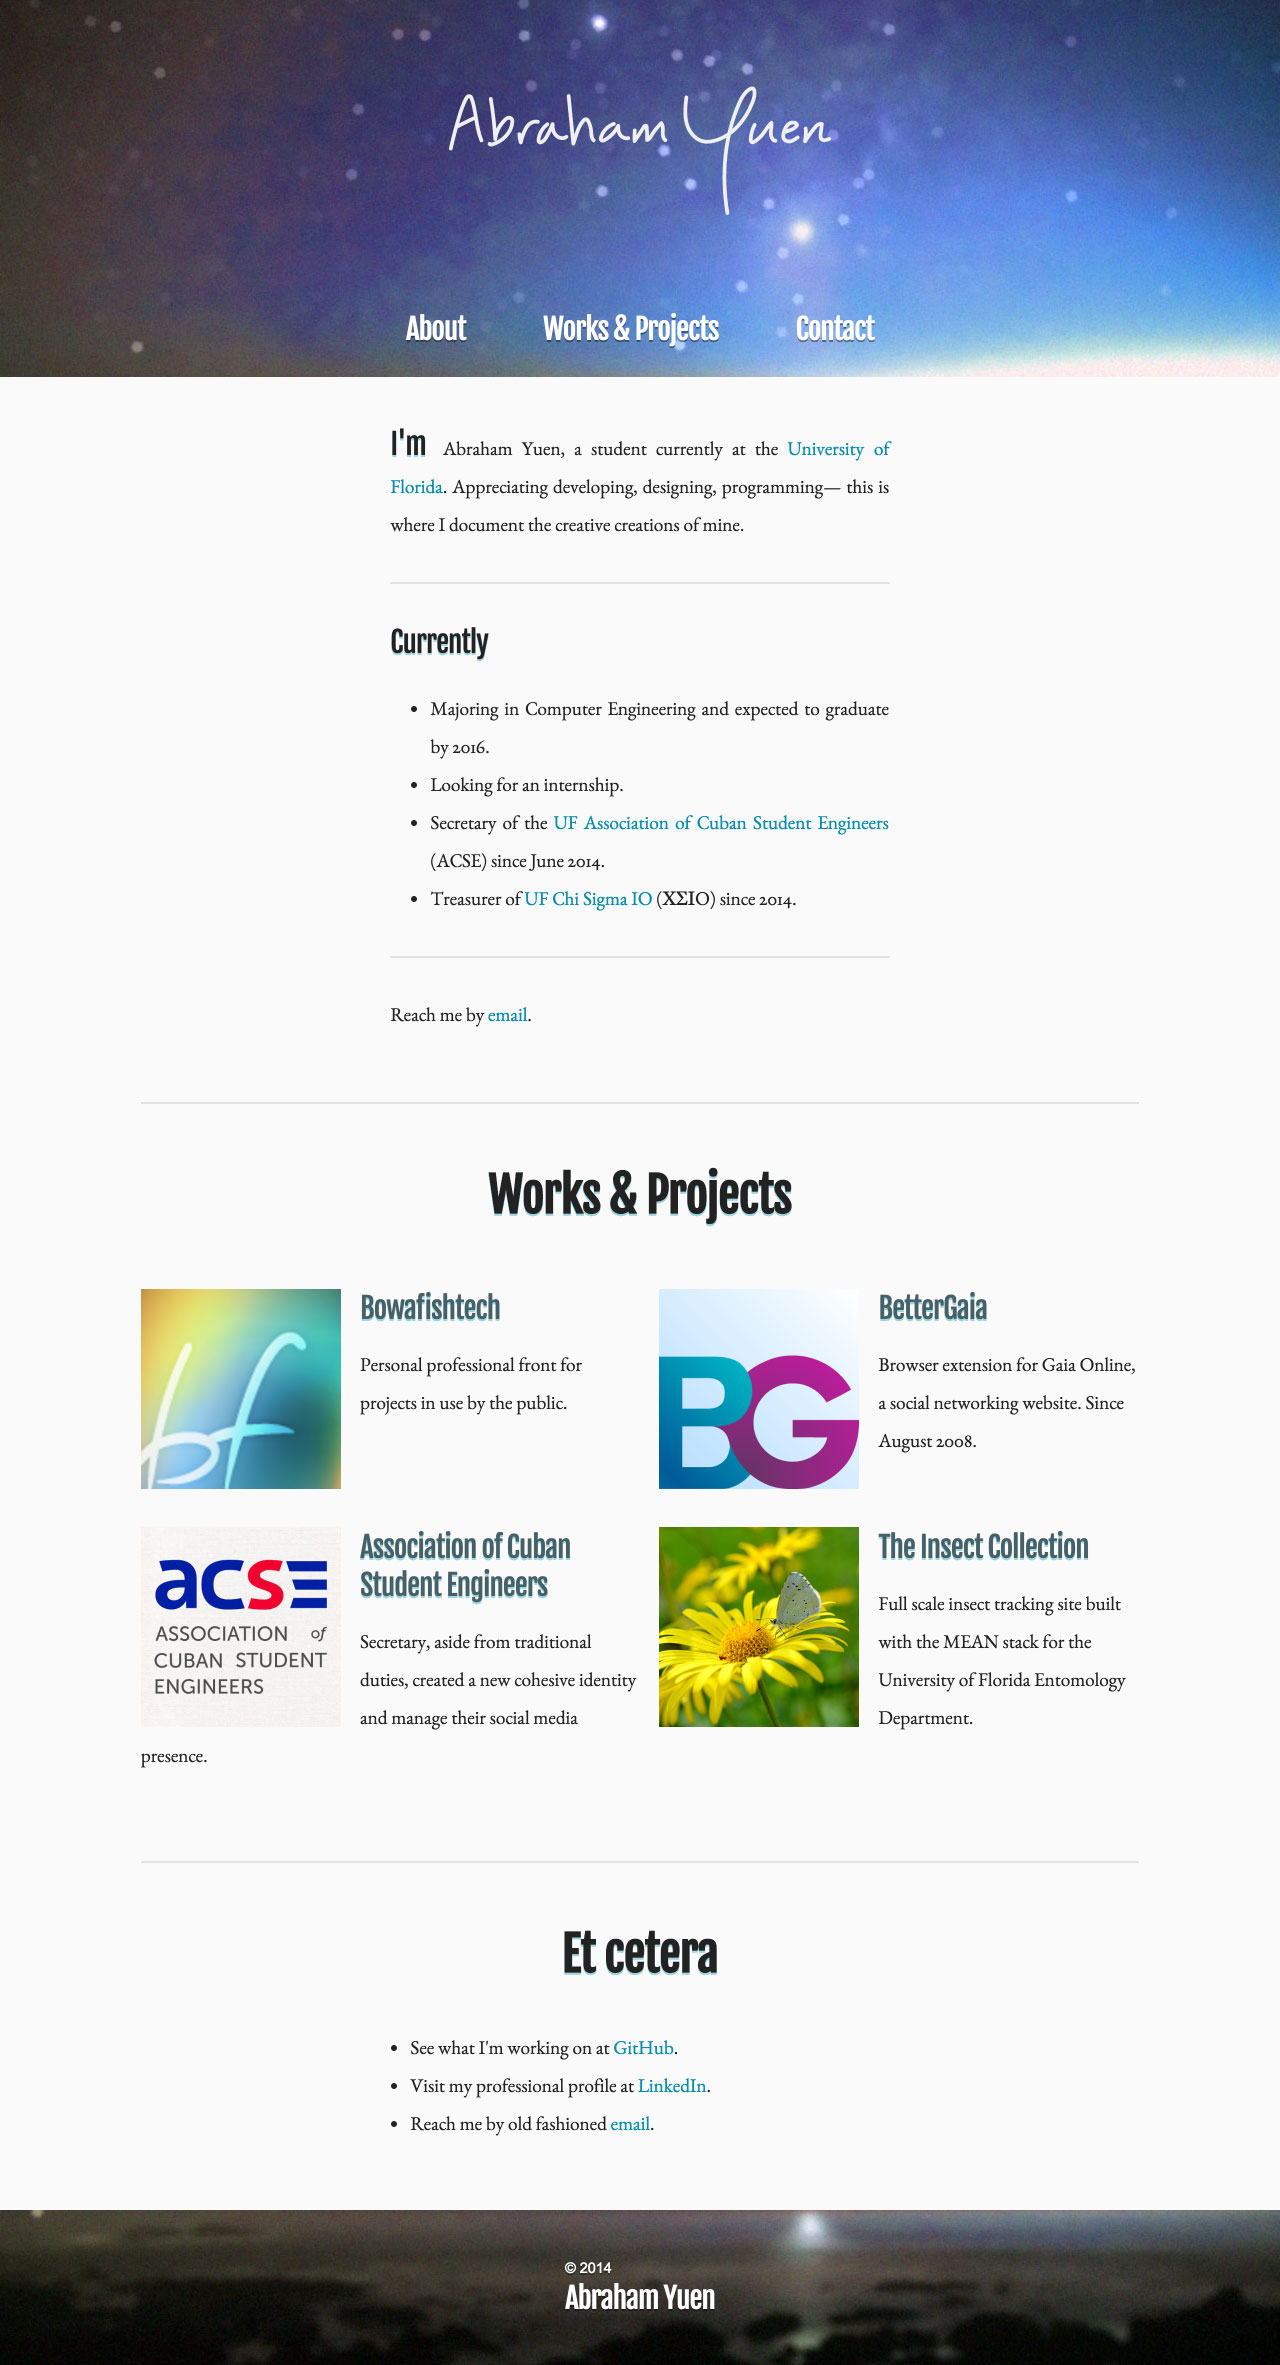 Abraham Yuen
About Works & Projects Contact
I'm Abraham Yuen, a student currently at the University of
Florida. Appreciating developing, designing, programming— this is
where I document the creative creations of mine.
Currently
• Majoring in Computer Engineering and expected to graduate
by 2016.
• Looking for an internship.
• Secretary of the UF Association of Cuban Student Engineers
(ACSE) since June 2014.
• Treasurer of UF Chi Sigma IO (ΧΣΙΟ) since 2014.
Reach me by email.
Works & Projects
bf
Bowafishtech
Personal professional front for
projects in use by the public.
BG
BetterGaia
Browser extension for Gaia Online,
a social networking website. Since
August 2008.
acse
ASSOCIATION of
CUBAN STUDENT
ENGINEERS
Association of Cuban
Student Engineers
Secretary, aside from traditional
duties, created a new cohesive identity
and manage their social media
presence.
The Insect Collection
Full scale insect tracking site built
with the MEAN stack for the
University of Florida Entomology
Department.
Et cetera
• See what I'm working on at GitHub.
• Visit my professional profile at LinkedIn.
• Reach me by old fashioned email.
© 2014
Abraham Yuen